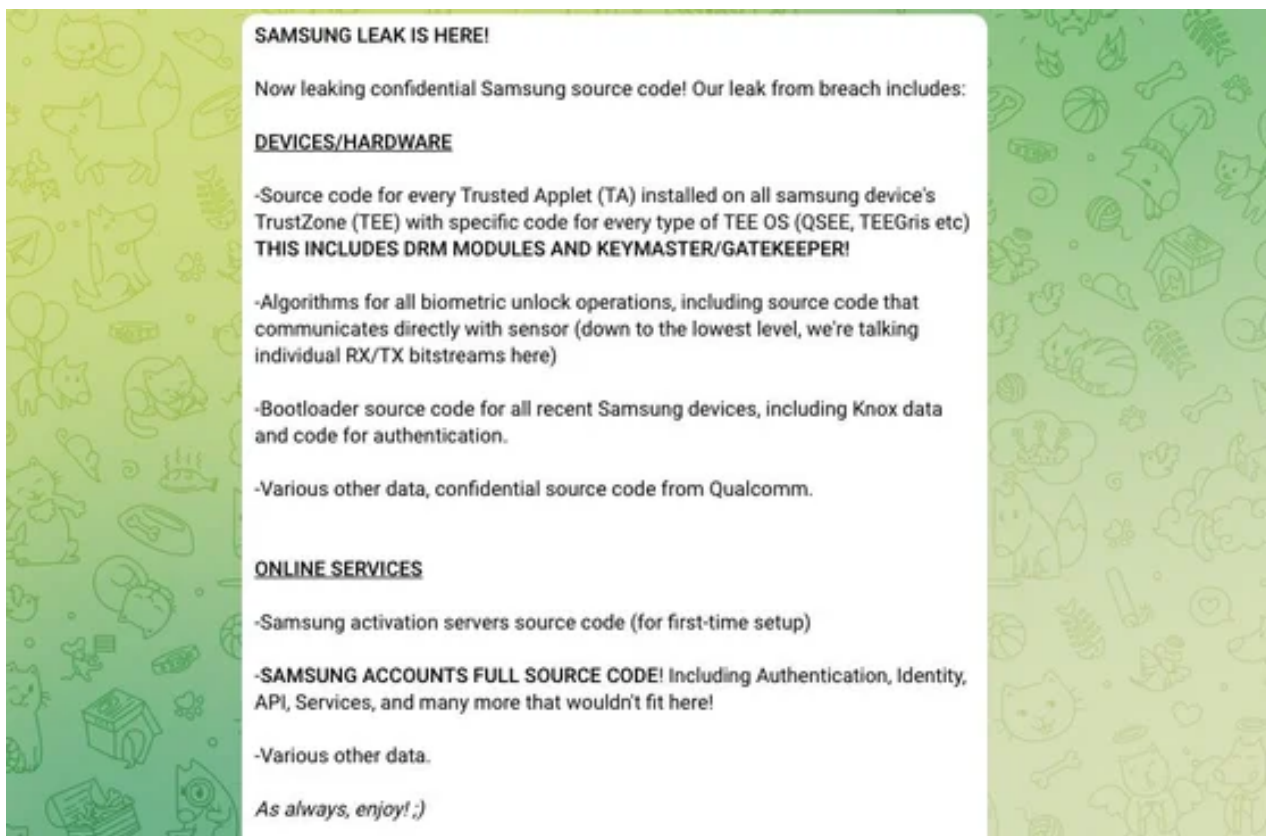 SAMSUNG LEAK IS HERE!
Now leaking confidential Samsung source code! Our leak from breach includes:
DEVICES/HARDWARE
-Source code for every Trusted Applet (TA) installed on all samsung device's
TrustZone (TEE) with specific code for every type of TEE OS (QSEE, TEEGris etc)
THIS INCLUDES DRM MODULES AND KEYMASTER/GATEKEEPER!
-Algorithms for all biometric unlock operations, including source code that
communicates directly with sensor (down to the lowest level, we're talking
individual RX/TX bitstreams here)
-Bootloader source code for all recent Samsung devices, including Knox data
and code for authentication.
-Various other data, confidential source code from Qualcomm.
ONLINE SERVICES
-Samsung activation servers source code (for first-time setup)
-SAMSUNG ACCOUNTS FULL SOURCE CODE! Including Authentication, Identity,
API, Services, and many more that wouldn't fit here!
-Various other data.
As always, enjoy! ;)